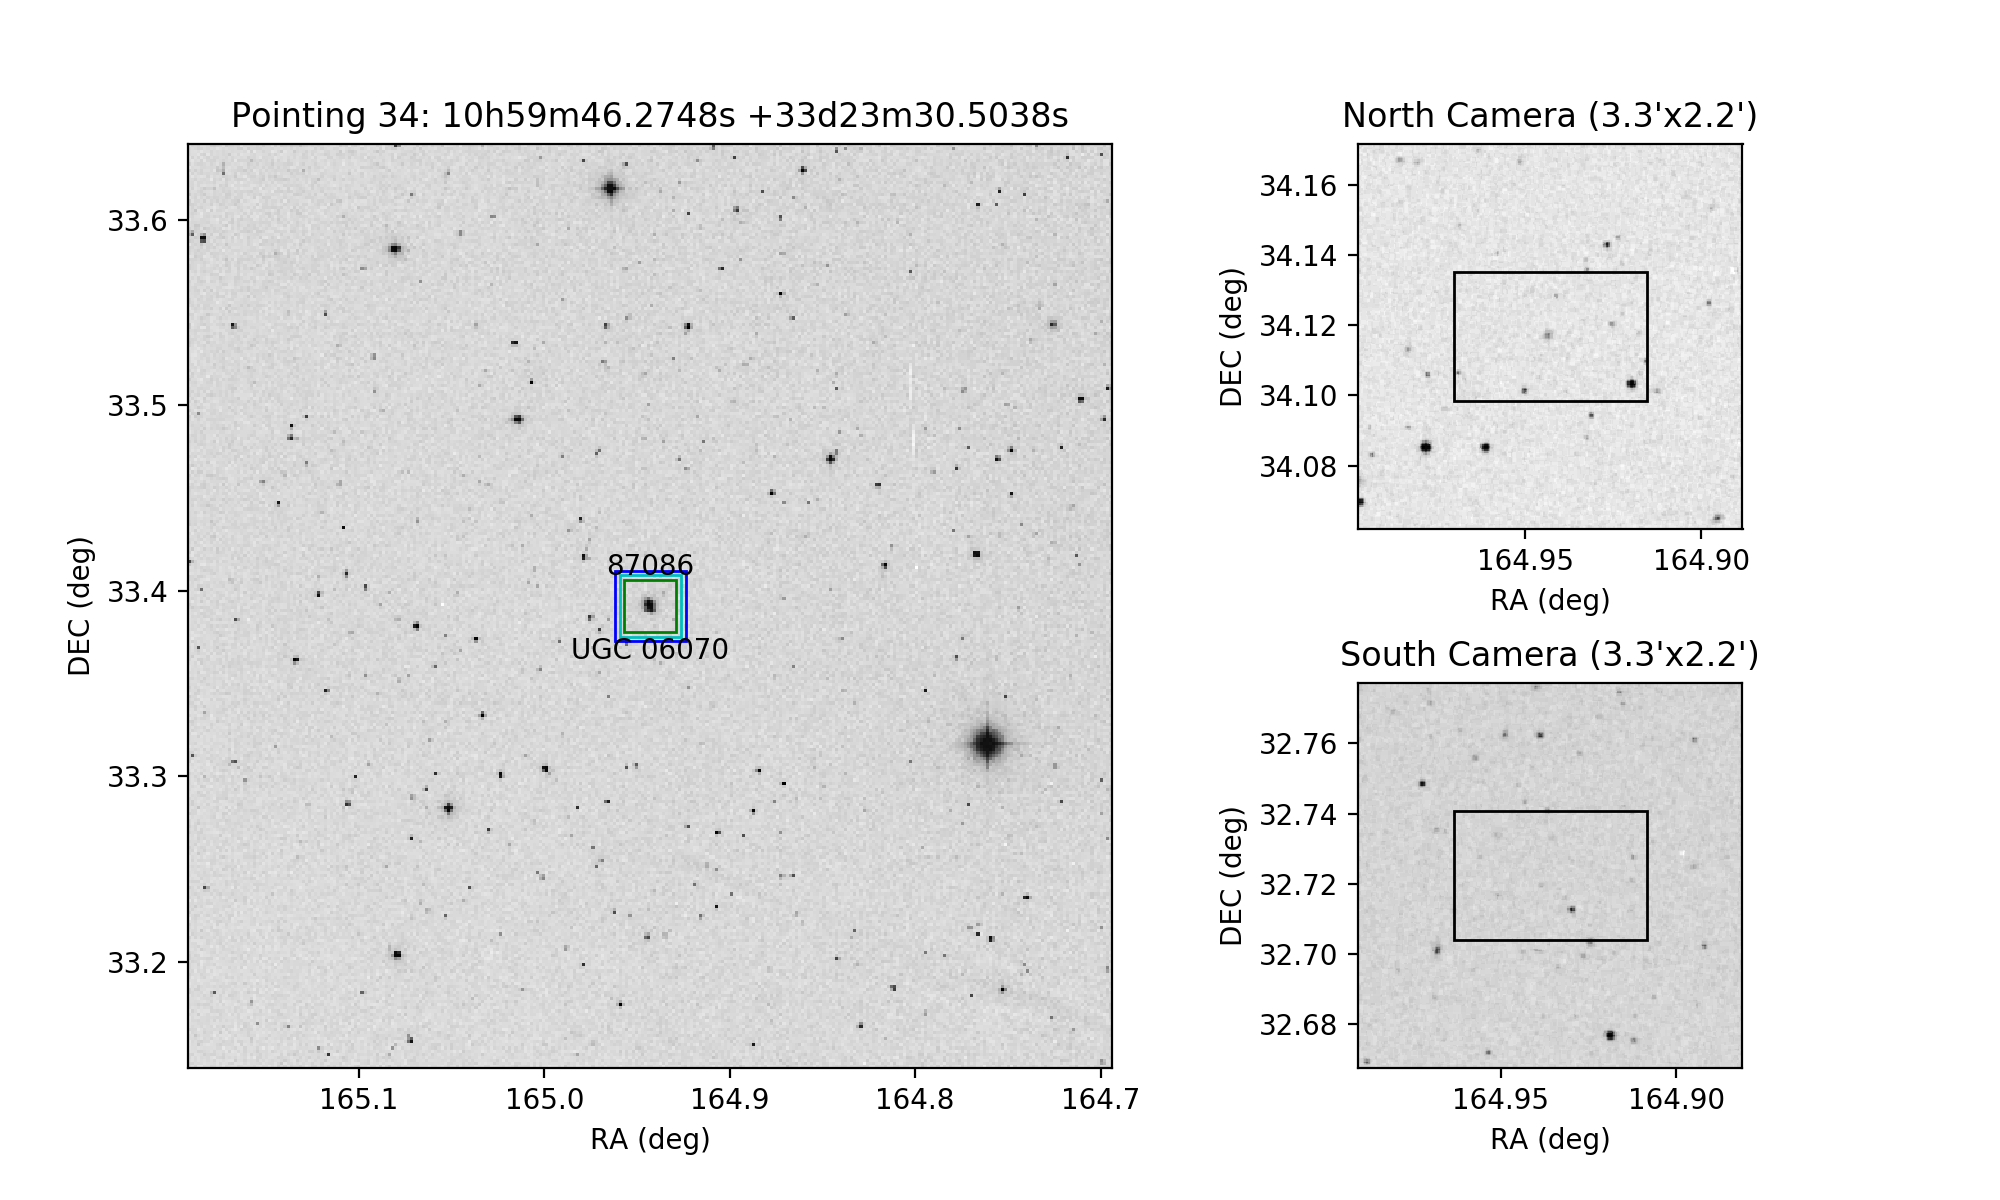 Pointing 34: 10h59m46.2748s +33d23m30.5038s
33.6
33.5
33.4
33.3
33.2
DEC (deg)
87086
UGC 06070
165.1 165.0 164.9 164.8 164.7
RA (deg)
North Camera (3.3'x2.2')
34.16
34.14
34.12
34.10
34.08
DEC (deg)
164.95 164.90
RA (deg)
South Camera (3.3'x2.2')
32.76
32.74
32.72
32.70
32.68
DEC (deg)
164.95 164.90
RA (deg)